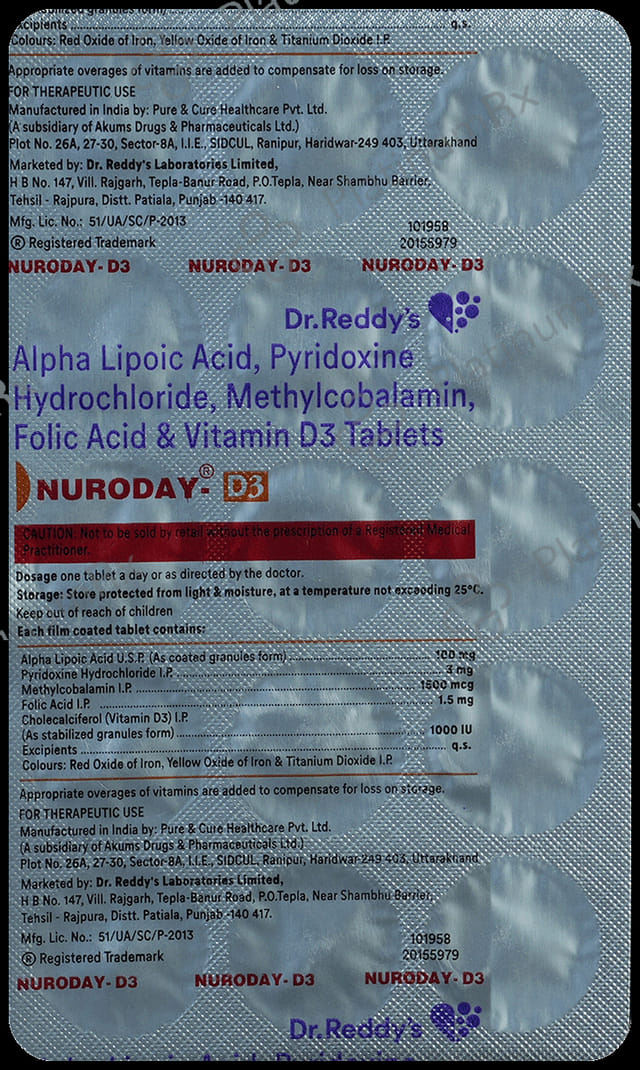 Excipients ........ q.s.
Colours: Red Oxide of Iron, Yellow Oxide of Iron & Titanium Dioxide I.P.
Appropriate overages of vitamins are added to compensate for loss on storage.
FOR THERAPEUTIC USE
Manufactured in India by: Pure & Cure Healthcare Pvt. Ltd.
(A subsidiary of Akums Drugs & Pharmaceuticals Ltd.)
Plot No. 26A, 27-30, Sector-8A, I.I.E., SIDCUL, Ranipur, Haridwar-249 403, Uttarakhand
Marketed by: Dr. Reddy's Laboratories Limited,
H B No. 147, Vill. Rajgarh, Tepla-Banur Road, P.O.Tepla, Near Shambhu Barrier,
Tehsil - Rajpura, Distt. Patiala, Punjab -140 417.
Mfg. Lic. No.: 51/UA/SC/P-2013 101958
® Registered Trademark 20155979
NURODAY- D3 NURODAY- D3 NURODAY- D3
Dr.Reddy's
Alpha Lipoic Acid, Pyridoxine
Hydrochloride, Methylcobalamin,
Folic Acid & Vitamin D3 Tablets
NURODAY-® D3
CAUTION: Not to be sold by retail without the prescription of a Registered Medical
Practitioner.
Dosage one tablet a day or as directed by the doctor.
Storage: Store protected from light & moisture, at a temperature not exceeding 25°C.
Keep out of reach of children
Each film coated tablet contains:
Alpha Lipoic Acid U.S.P. (As coated granules form) ........ 100 mg
Pyridoxine Hydrochloride I.P. ........ 3 mg
Methylcobalamin I.P. ........ 1500 mcg
Folic Acid I.P. ........ 1.5 mg
Cholecalciferol (Vitamin D3) I.P.
(As stabilized granules form) ........ 1000 IU
Excipients ........ q.s.
Colours: Red Oxide of Iron, Yellow Oxide of Iron & Titanium Dioxide I.P.
Appropriate overages of vitamins are added to compensate for loss on storage.
FOR THERAPEUTIC USE
Manufactured in India by: Pure & Cure Healthcare Pvt. Ltd.
(A subsidiary of Akums Drugs & Pharmaceuticals Ltd.)
Plot No. 26A, 27-30, Sector-8A, I.I.E., SIDCUL, Ranipur, Haridwar-249 403, Uttarakhand
Marketed by: Dr. Reddy's Laboratories Limited,
H B No. 147, Vill. Rajgarh, Tepla-Banur Road, P.O.Tepla, Near Shambhu Barrier,
Tehsil - Rajpura, Distt. Patiala, Punjab -140 417.
Mfg. Lic. No.: 51/UA/SC/P-2013 101958
® Registered Trademark 20155979
NURODAY- D3 NURODAY- D3 NURODAY- D3
Dr.Reddy's